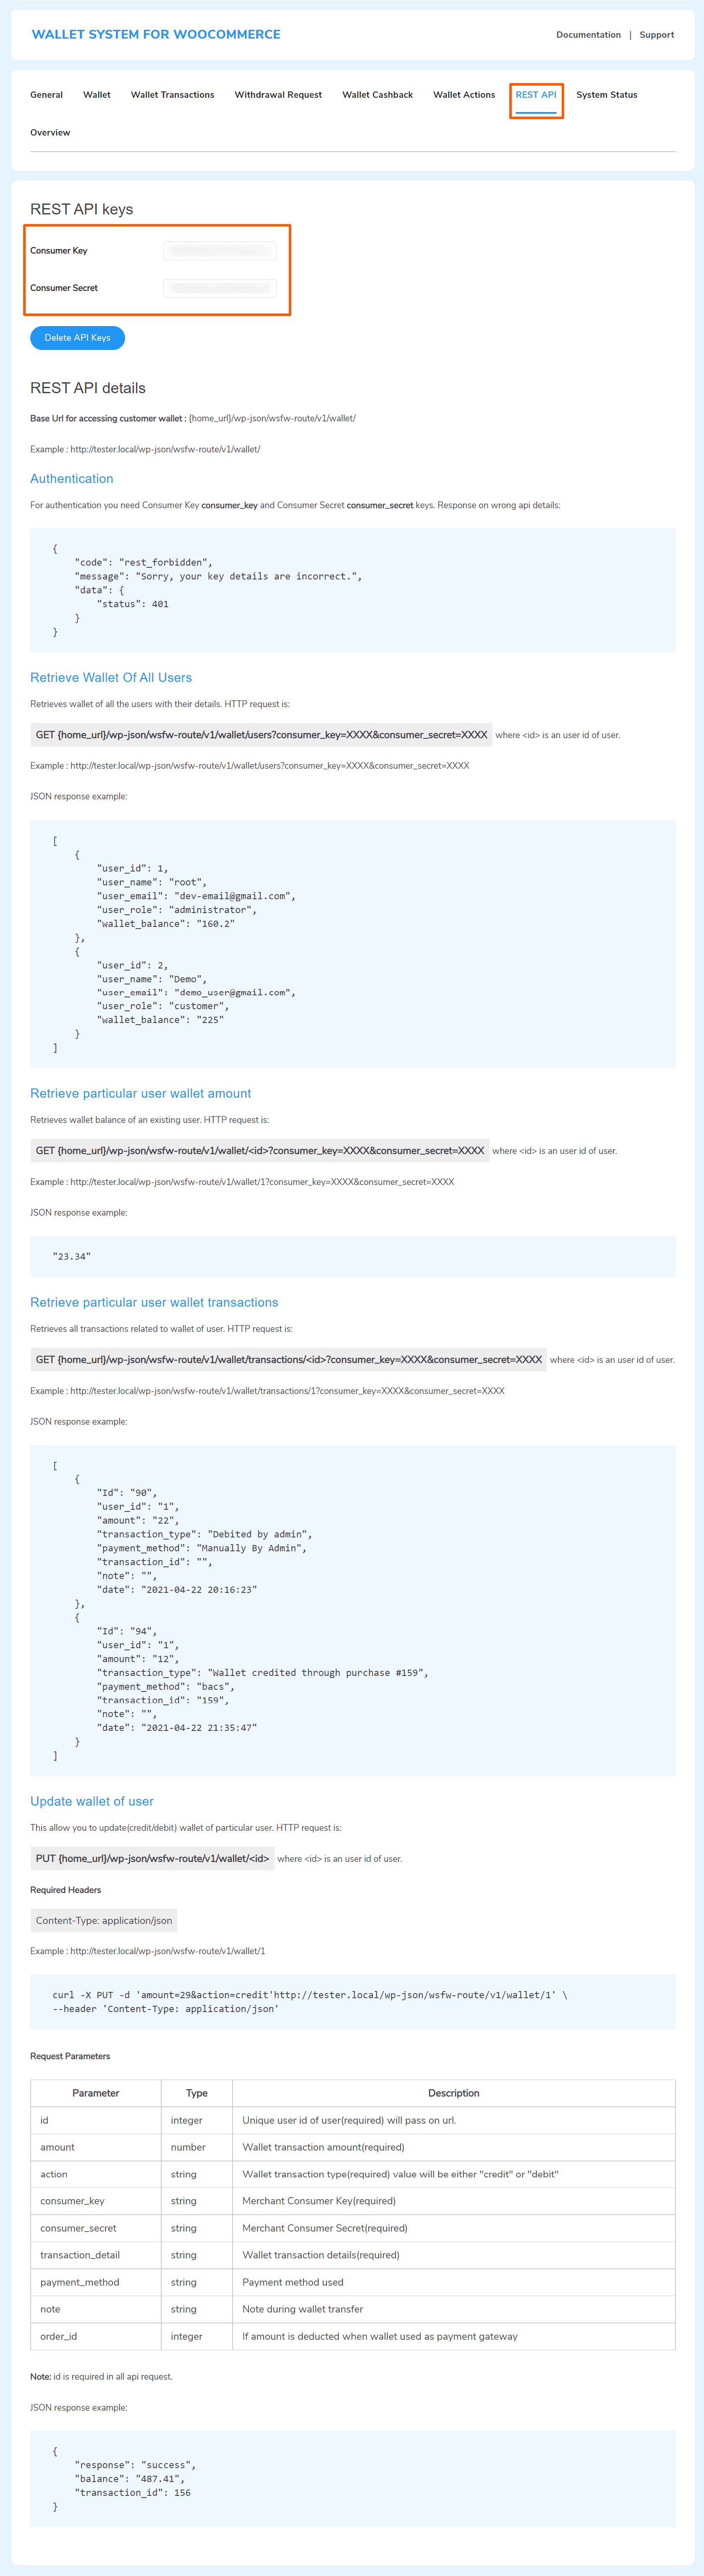 WALLET SYSTEM FOR WOOCOMMERCE
Documentation | Support
General Wallet Wallet Transactions Withdrawal Request Wallet Cashback Wallet Actions REST API System Status
Overview
REST API keys
Consumer Key
Consumer Secret
Delete API Keys
REST API details
Base Url for accessing customer wallet : {home_url}/wp-json/wsfw-route/v1/wallet/
Example : http://tester.local/wp-json/wsfw-route/v1/wallet/
Authentication
For authentication you need Consumer Key consumer_key and Consumer Secret consumer_secret keys. Response on wrong api details:
{
"code": "rest_forbidden",
"message": "Sorry, your key details are incorrect.",
"data": {
"status": 401
}
}
Retrieve Wallet Of All Users
Retrieves wallet of all the users with their details. HTTP request is:
GET {home_url}/wp-json/wsfw-route/v1/wallet/users?consumer_key=XXXX&consumer_secret=XXXX where <id> is an user id of user.
Example : http://tester.local/wp-json/wsfw-route/v1/wallet/users?consumer_key=XXXX&consumer_secret=XXXX
JSON response example:
[
{
"user_id": 1,
"user_name": "root",
"user_email": "dev-email@gmail.com",
"user_role": "administrator",
"wallet_balance": "160.2"
},
{
"user_id": 2,
"user_name": "Demo",
"user_email": "demo_user@gmail.com",
"user_role": "customer",
"wallet_balance": "225"
}
]
Retrieve particular user wallet amount
Retrieves wallet balance of an existing user. HTTP request is:
GET {home_url}/wp-json/wsfw-route/v1/wallet/<id>?consumer_key=XXXX&consumer_secret=XXXX where <id> is an user id of user.
Example : http://tester.local/wp-json/wsfw-route/v1/wallet/1?consumer_key=XXXX&consumer_secret=XXXX
JSON response example:
"23.34"
Retrieve particular user wallet transactions
Retrieves all transactions related to wallet of user. HTTP request is:
GET {home_url}/wp-json/wsfw-route/v1/wallet/transactions/<id>?consumer_key=XXXX&consumer_secret=XXXX where <id> is an user id of user.
Example : http://tester.local/wp-json/wsfw-route/v1/wallet/transactions/1?consumer_key=XXXX&consumer_secret=XXXX
JSON response example:
[
{
"Id": "90",
"user_id": "1",
"amount": "22",
"transaction_type": "Debited by admin",
"payment_method": "Manually By Admin",
"transaction_id": "",
"note": "",
"date": "2021-04-22 20:16:23"
},
{
"Id": "94",
"user_id": "1",
"amount": "12",
"transaction_type": "Wallet credited through purchase #159",
"payment_method": "bacs",
"transaction_id": "159",
"note": "",
"date": "2021-04-22 21:35:47"
}
]
Update wallet of user
This allow you to update(credit/debit) wallet of particular user. HTTP request is:
PUT {home_url}/wp-json/wsfw-route/v1/wallet/<id> where <id> is an user id of user.
Required Headers
Content-Type: application/json
Example : http://tester.local/wp-json/wsfw-route/v1/wallet/1
curl -X PUT -d 'amount=29&action=credit'http://tester.local/wp-json/wsfw-route/v1/wallet/1' \
--header 'Content-Type: application/json'
Request Parameters
Parameter Type Description
id integer Unique user id of user(required) will pass on url.
amount number Wallet transaction amount(required)
action string Wallet transaction type(required) value will be either "credit" or "debit"
consumer_key string Merchant Consumer Key(required)
consumer_secret string Merchant Consumer Secret(required)
transaction_detail string Wallet transaction details(required)
payment_method string Payment method used
note string Note during wallet transfer
order_id integer If amount is deducted when wallet used as payment gateway
Note: id is required in all api request.
JSON response example:
{
"response": "success",
"balance": "487.41",
"transaction_id": 156
}